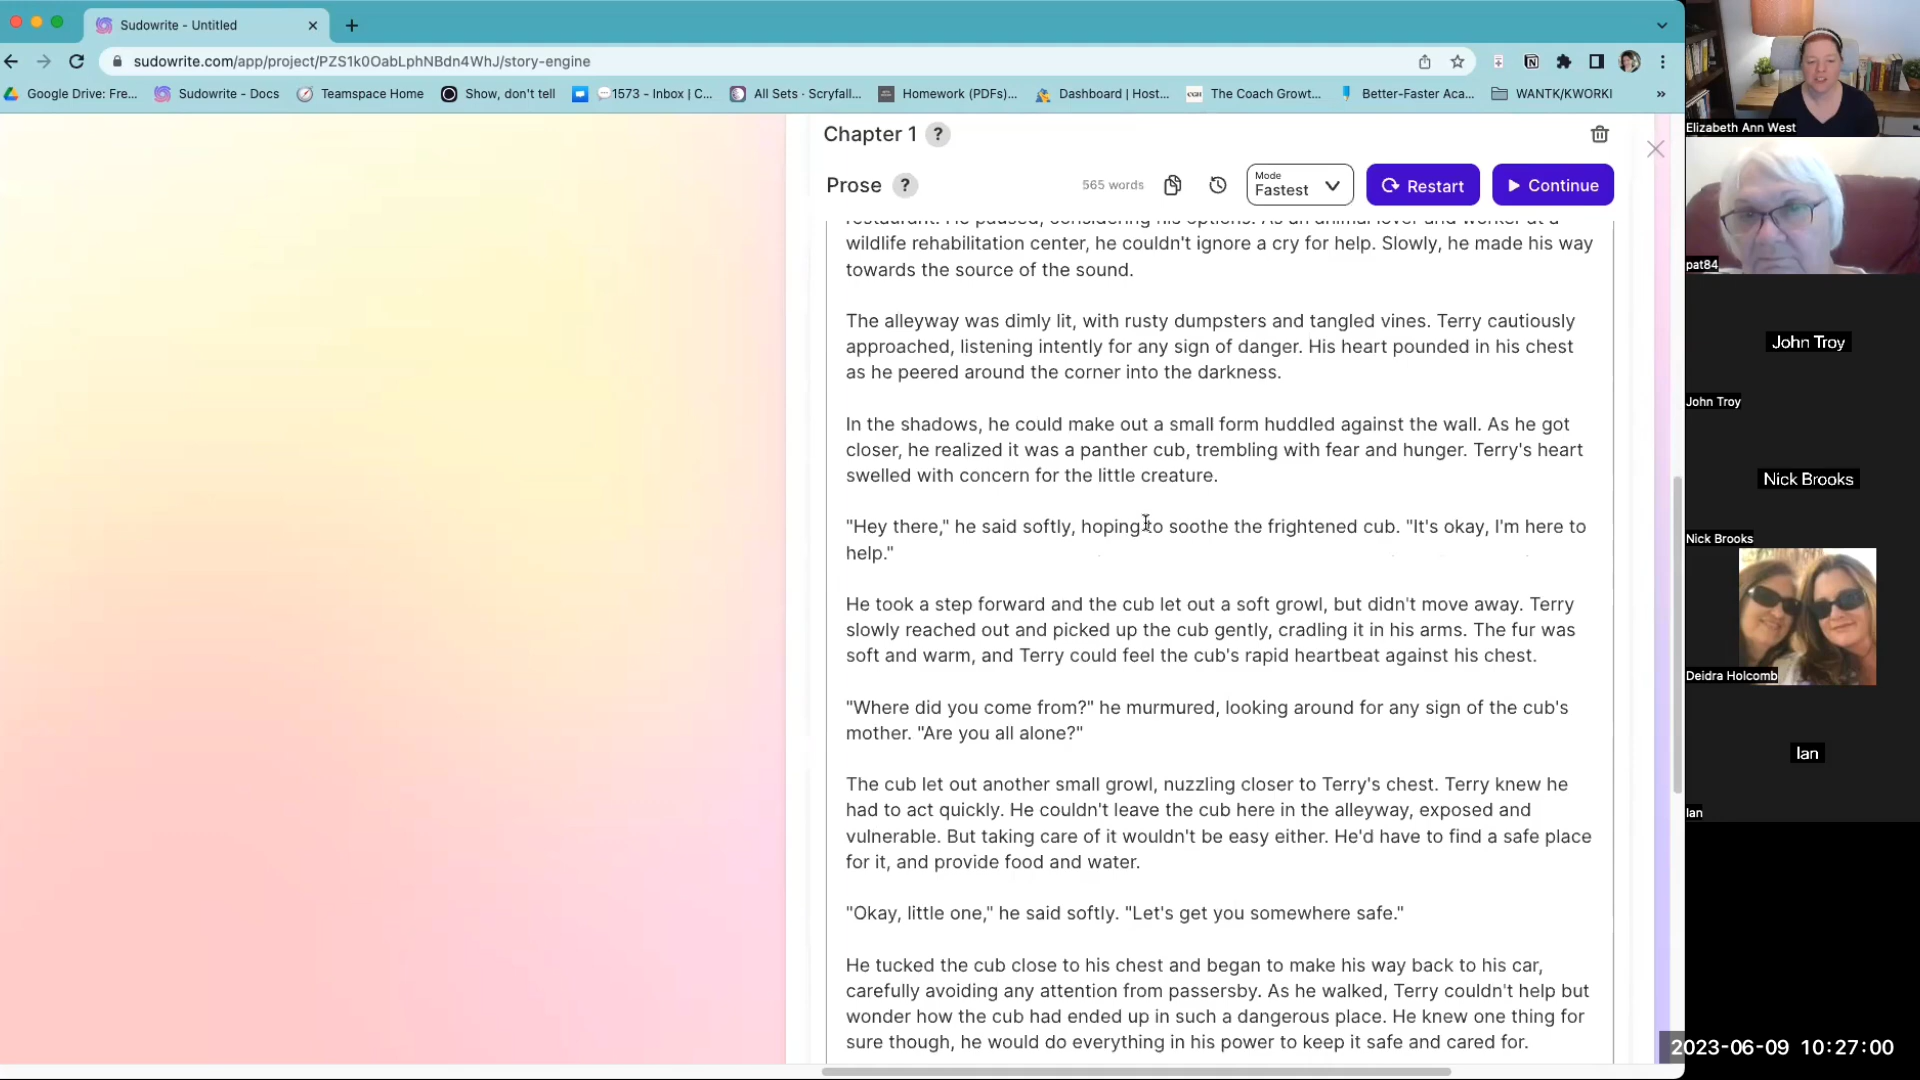 Sudowrite - Untitled
sudowrite.com/app/project/PZS1k0OabLphNBdn4WhJ/story-engine
Google Drive: Fre... Sudowrite - Docs Teamspace Home Show, don't tell 1573 - Inbox | C... All Sets - Scryfall... Homework (PDFs)... Dashboard | Host... The Coach Growt... Better-Faster Aca... WANTK/KWORKI »
Chapter 1 ?
Prose ? 565 words Mode Fastest Restart Continue
restaurant. He paused, considering his options. As an animal lover and worker at a
wildlife rehabilitation center, he couldn't ignore a cry for help. Slowly, he made his way
towards the source of the sound.
The alleyway was dimly lit, with rusty dumpsters and tangled vines. Terry cautiously
approached, listening intently for any sign of danger. His heart pounded in his chest
as he peered around the corner into the darkness.
In the shadows, he could make out a small form huddled against the wall. As he got
closer, he realized it was a panther cub, trembling with fear and hunger. Terry's heart
swelled with concern for the little creature.
"Hey there," he said softly, hoping to soothe the frightened cub. "It's okay, I'm here to
help."
He took a step forward and the cub let out a soft growl, but didn't move away. Terry
slowly reached out and picked up the cub gently, cradling it in his arms. The fur was
soft and warm, and Terry could feel the cub's rapid heartbeat against his chest.
"Where did you come from?" he murmured, looking around for any sign of the cub's
mother. "Are you all alone?"
The cub let out another small growl, nuzzling closer to Terry's chest. Terry knew he
had to act quickly. He couldn't leave the cub here in the alleyway, exposed and
vulnerable. But taking care of it wouldn't be easy either. He'd have to find a safe place
for it, and provide food and water.
"Okay, little one," he said softly. "Let's get you somewhere safe."
He tucked the cub close to his chest and began to make his way back to his car,
carefully avoiding any attention from passersby. As he walked, Terry couldn't help but
wonder how the cub had ended up in such a dangerous place. He knew one thing for
sure though, he would do everything in his power to keep it safe and cared for.
Elizabeth Ann West
pat84
John Troy
John Troy
Nick Brooks
Nick Brooks
Deidra Holcomb
Ian
Ian
2023-06-09 10:27:00